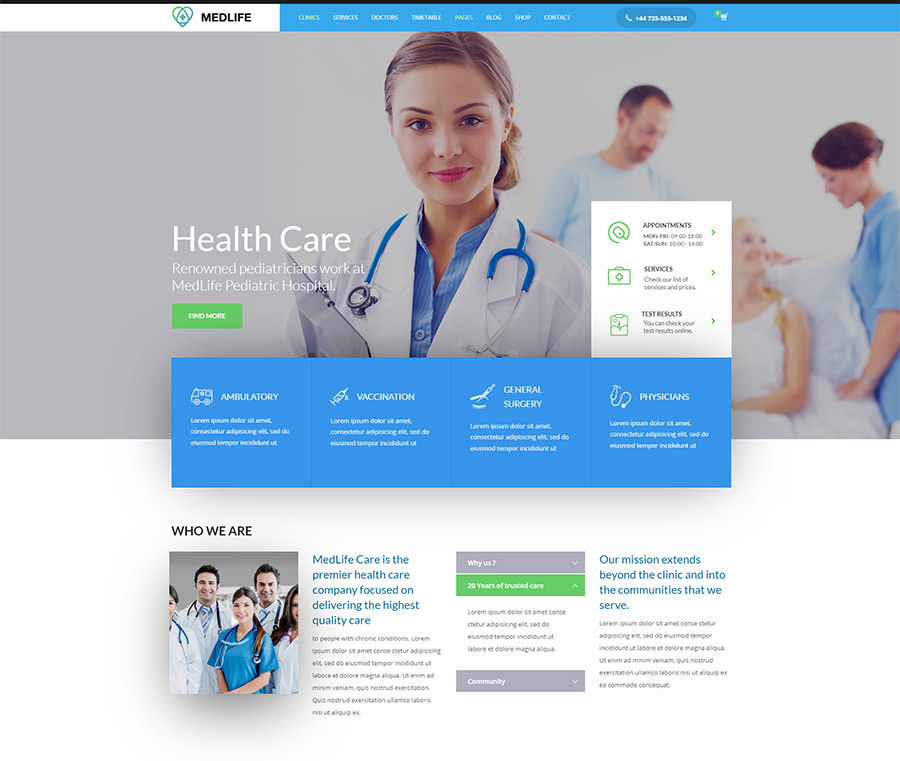 MEDLIFE
CLINICS SERVICES DOCTORS TIMETABLE PAGES BLOG SHOP CONTACT
+44 725-555-1234
Health Care
Renowned pediatricians work at
MedLife Pediatric Hospital.
FIND MORE
APPOINTMENTS
MON-FRI: 09:00-18:00
SAT-SUN: 10:00 - 14:00
SERVICES
Check our list of
services and prices.
TEST RESULTS
You can check your
test results online.
AMBULATORY
Lorem ipsum dolor sit amet,
consectetur adipisicing elit, sed do
eiusmod tempor incididunt ut
VACCINATION
Lorem ipsum dolor sit amet,
consectetur adipisicing elit, sed do
eiusmod tempor incididunt ut
GENERAL
SURGERY
Lorem ipsum dolor sit amet,
consectetur adipisicing elit, sed do
eiusmod tempor incididunt ut
PHYSICIANS
Lorem ipsum dolor sit amet,
consectetur adipisicing elit, sed do
eiusmod tempor incididunt ut
WHO WE ARE
MedLife Care is the
premier health care
company focused on
delivering the highest
quality care
to people with chronic conditions. Lorem
ipsum dolor sit amet, consectetur adipisicing
elit, sed do eiusmod tempor incididunt ut
labore et dolore magna aliqua. Ut enim ad
minim veniam, quis nostrud exercitation.
Quis nostrud exercitation ullamco laboris
nisi ut aliquip ex.
Why us ?
20 Years of trusted care
Lorem ipsum dolor sit amet, conse
ctetur adipisicing elit, sed do
eiusmod tempor incididunt ut
labore et dolore magna aliqua.
Community
Our mission extends
beyond the clinic and into
the communities that we
serve.
Lorem ipsum dolor sit amet, consectetur
adipisicing elit, sed do eiusmod tempor
incididunt ut labore et dolore magna aliqua.
Ut enim ad minim veniam, quis nostrud
exercitation ullamco laboris nisi ut aliquip ex
ea commodo consequat.